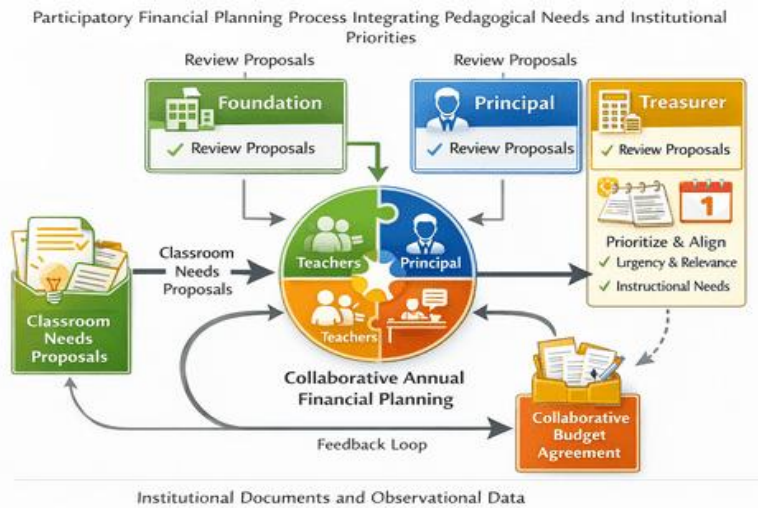 Participatory Financial Planning Process Integrating Pedagogical Needs and Institutional
Priorities
Review Proposals
Review Proposals
Foundation
✓ Review Proposals
Principal
✓ Review Proposals
Treasurer
✓ Review Proposals
1
Prioritize & Align
✓ Lurgency & Relevance
✓ Instructional Needs
Classroom
Needs
Proposals
Classroom
Needs
Proposals
Teachers
Principal
Teachers
Collaborative Annual
Financial Planning
Collaborative
Budget
Agreement
Feedback Loop
Institutional Documents and Observational Data